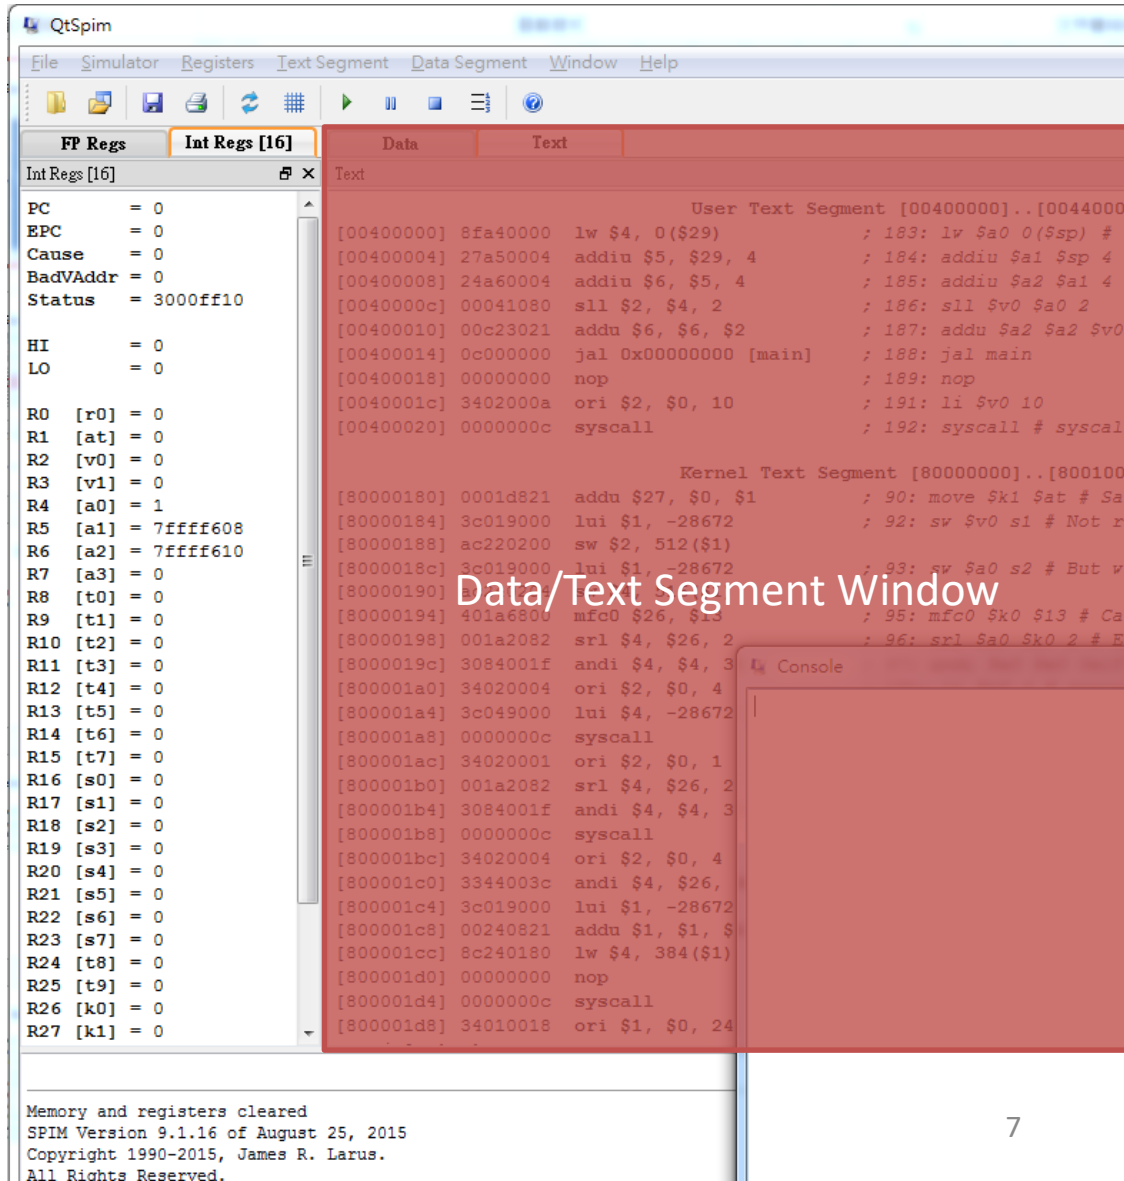 QtSpim
File Simulator Registers Text Segment Data Segment Window Help
FP Regs Int Regs [16] Data Text
Int Regs [16] Text
PC = 0
EPC = 0
Cause = 0
BadVAddr = 0
Status = 3000ff10
HI = 0
LO = 0
R0 [r0] = 0
R1 [at] = 0
R2 [v0] = 0
R3 [v1] = 0
R4 [a0] = 1
R5 [a1] = 7ffff608
R6 [a2] = 7ffff610
R7 [a3] = 0
R8 [t0] = 0
R9 [t1] = 0
R10 [t2] = 0
R11 [t3] = 0
R12 [t4] = 0
R13 [t5] = 0
R14 [t6] = 0
R15 [t7] = 0
R16 [s0] = 0
R17 [s1] = 0
R18 [s2] = 0
R19 [s3] = 0
R20 [s4] = 0
R21 [s5] = 0
R22 [s6] = 0
R23 [s7] = 0
R24 [t8] = 0
R25 [t9] = 0
R26 [k0] = 0
R27 [k1] = 0
User Text Segment [00400000]..[0044000
[00400000] 8fa40000 lw $4, 0($29) ; 183: lw $a0 0($sp) #
[00400004] 27a50004 addiu $5, $29, 4 ; 184: addiu $a1 $sp 4
[00400008] 24a60004 addiu $6, $5, 4 ; 185: addiu $a2 $a1 4
[0040000c] 00041080 sll $2, $4, 2 ; 186: sll $v0 $a0 2
[00400010] 00c23021 addu $6, $6, $2 ; 187: addu $a2 $a2 $v0
[00400014] 0c000000 jal 0x00000000 [main] ; 188: jal main
[00400018] 00000000 nop ; 189: nop
[0040001c] 3402000a ori $2, $0, 10 ; 191: li $v0 10
[00400020] 0000000c syscall ; 192: syscall # syscal
Kernel Text Segment [80000000]..[800100
[80000180] 0001d821 addu $27, $0, $1 ; 90: move $k1 $at # Sa
[80000184] 3c019000 lui $1, -28672 ; 92: sw $v0 s1 # Not r
[80000188] ac220200 sw $2, 512($1)
[8000018c] 3c019000 lui $1, -28672 ; 93: sw $a0 s2 # But w
Data/Text Segment Window
[80000190]
[80000194] 401a6800 mfc0 $26, $13 ; 95: mfc0 $k0 $13 # Ca
[80000198] 001a2082 srl $4, $26, 2 ; 96: srl $a0 $k0 2 # E
[8000019c] 3084001f andi $4, $4, 3
[800001a0] 34020004 ori $2, $0, 4
[800001a4] 3c049000 lui $4, -28672
[800001a8] 0000000c syscall
[800001ac] 34020001 ori $2, $0, 1
[800001b0] 001a2082 srl $4, $26, 2
[800001b4] 3084001f andi $4, $4, 3
[800001b8] 0000000c syscall
[800001bc] 34020004 ori $2, $0, 4
[800001c0] 3344003c andi $4, $26,
[800001c4] 3c019000 lui $1, -28672
[800001c8] 00240821 addu $1, $1, $
[800001cc] 8c240180 lw $4, 384($1)
[800001d0] 00000000 nop
[800001d4] 0000000c syscall
[800001d8] 34010018 ori $1, $0, 24
Console
Memory and registers cleared
SPIM Version 9.1.16 of August 25, 2015
Copyright 1990-2015, James R. Larus.
All Rights Reserved.
7